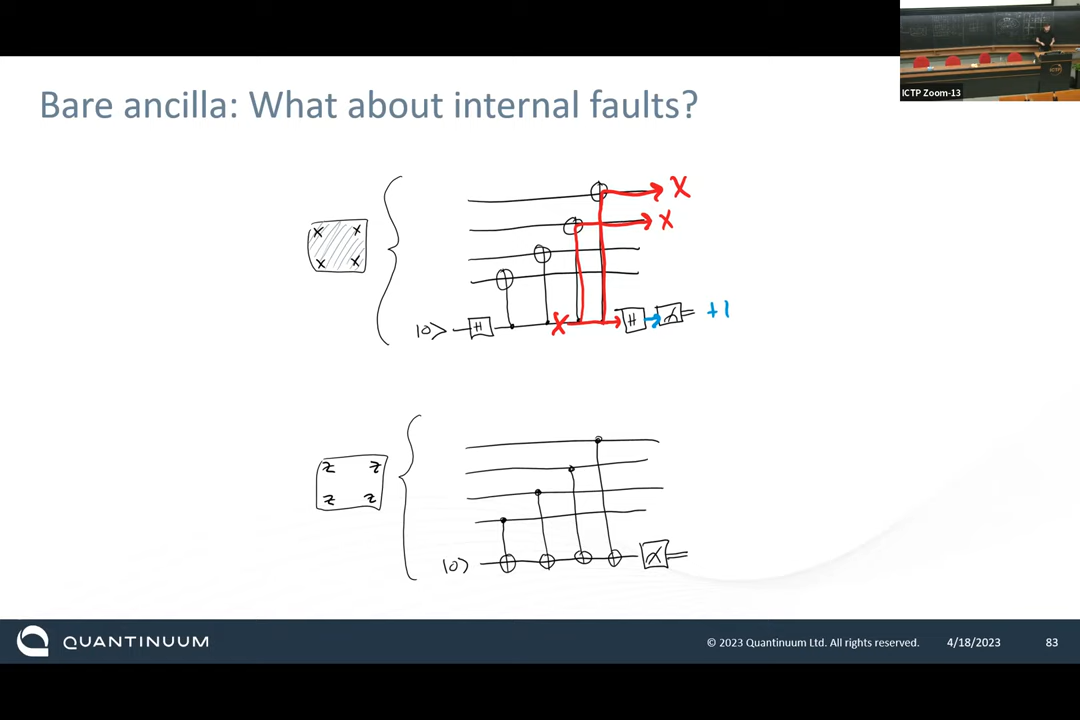 ICTP Zoom-13
Bare ancilla: What about internal faults?
X
X
X X
X X
|0> H X H +1
Z Z
Z Z
|0>
QUANTINUUM
© 2023 Quantinuum Ltd. All rights reserved. 4/18/2023 83